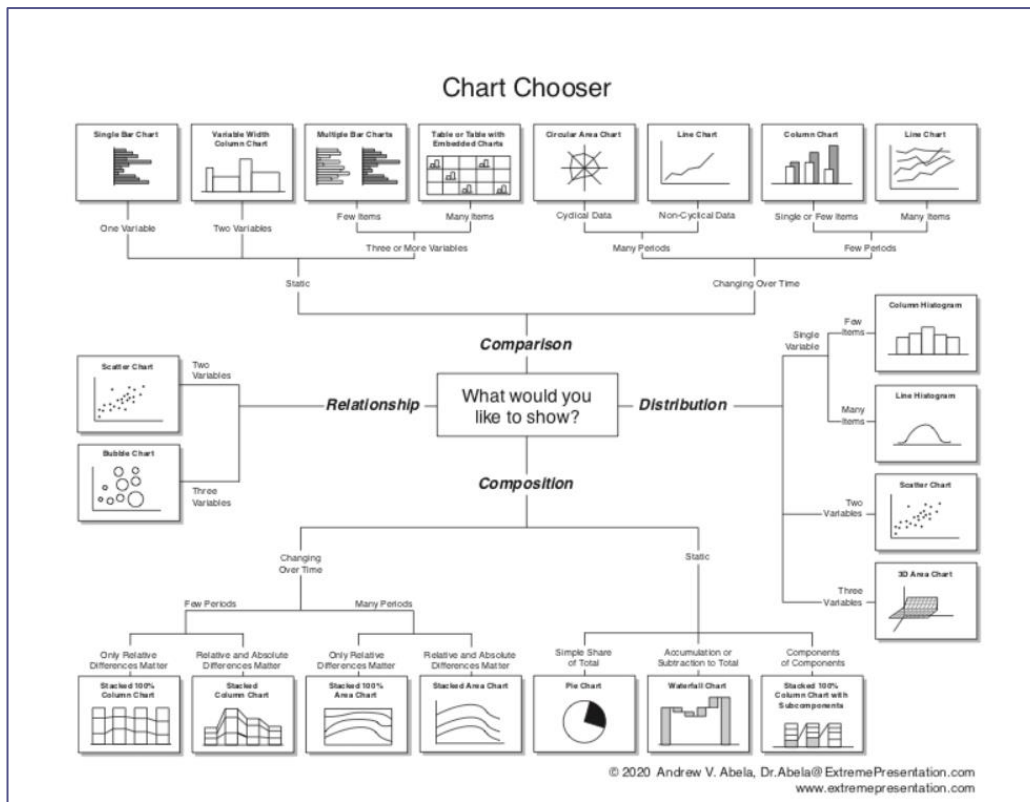 Chart Chooser
Single Bar Chart
Variable Width
Column Chart
Multiple Bar Charts
Table or Table with
Embedded Charts
Circular Area Chart
Line Chart
Column Chart
Line Chart
Few Items
Many Items
Cyclical Data
Non-Cyclical Data
Single or Few Items
Many Items
One Variable
Two Variables
Three or More Variables
Many Periods
Few Periods
Static
Changing Over Time
Comparison
What would you
like to show?
Relationship
Two
Variables
Scatter Chart
Bubble Chart
Three
Variables
Distribution
Single
Variable
Few
Items
Column Histogram
Many
Items
Line Histogram
Two
Variables
Scatter Chart
Three
Variables
3D Area Chart
Composition
Changing
Over Time
Static
Few Periods
Many Periods
Only Relative
Differences Matter
Relative and Absolute
Differences Matter
Only Relative
Differences Matter
Relative and Absolute
Differences Matter
Simple Share
of Total
Accumulation or
Subtraction to Total
Components
of Components
Stacked 100%
Column Chart
Stacked
Column Chart
Stacked 100%
Area Chart
Stacked Area Chart
Pie Chart
Waterfall Chart
Stacked 100%
Column Chart with
Subcomponents
© 2020 Andrew V. Abela, Dr.Abela@ExtremePresentation.com
www.extremepresentation.com